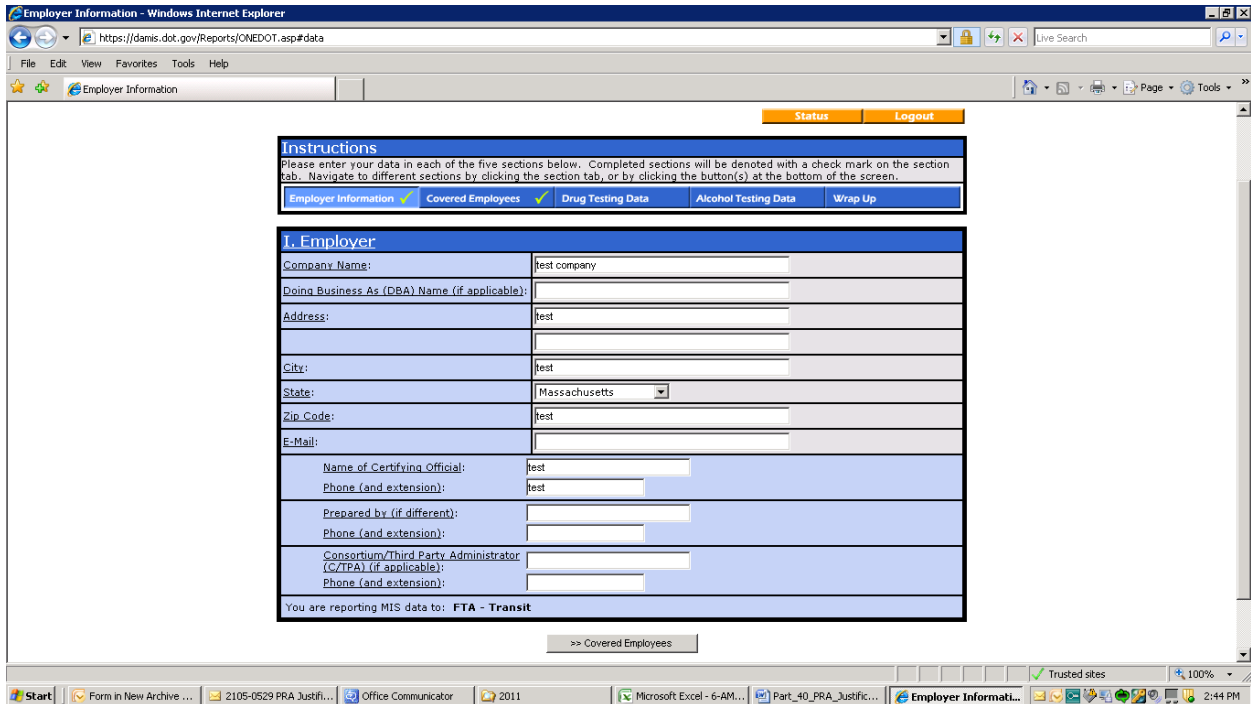 Employer Information - Windows Internet Explorer
https://damis.dot.gov/Reports/ONEDOT.asp#data
Live Search
File Edit View Favorites Tools Help
Employer Information
Page Tools
Status Logout
Instructions
Please enter your data in each of the five sections below. Completed sections will be denoted with a check mark on the section
tab. Navigate to different sections by clicking the section tab, or by clicking the button(s) at the bottom of the screen.
Employer Information Covered Employees Drug Testing Data Alcohol Testing Data Wrap Up
I. Employer
Company Name: test company
Doing Business As (DBA) Name (if applicable):
Address: test
City: test
State: Massachusetts
Zip Code: test
E-Mail:
Name of Certifying Official: test
Phone (and extension): test
Prepared by (if different):
Phone (and extension):
Consortium/Third Party Administrator
(C/TPA) (if applicable):
Phone (and extension):
You are reporting MIS data to: FTA - Transit
>> Covered Employees
Trusted sites 100%
Start Form in New Archive ... 2105-0529 PRA Justifi... Office Communicator 2011 Microsoft Excel - 6-AM... Part_40_PRA_Justific... Employer Informati... 2:44 PM